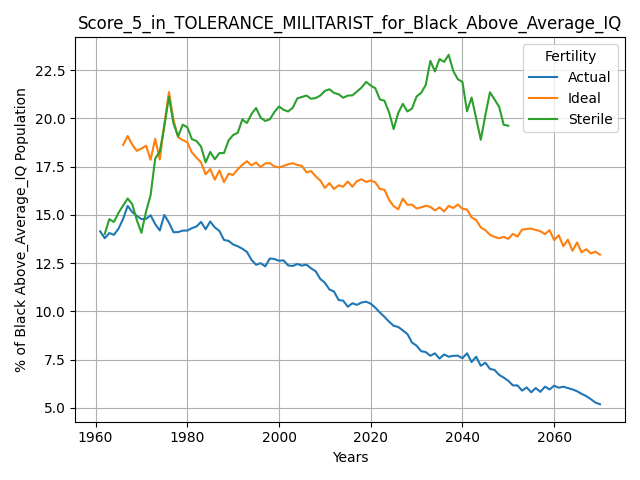 Score_5_in_TOLERANCE_MILITARIST_for_Black_Above_Average_IQ
% of Black Above_Average_IQ Population
22.5
20.0
17.5
15.0
12.5
10.0
7.5
5.0
Fertility
Actual
Ideal
Sterile
1960
1980
2000
2020
2040
2060
Years